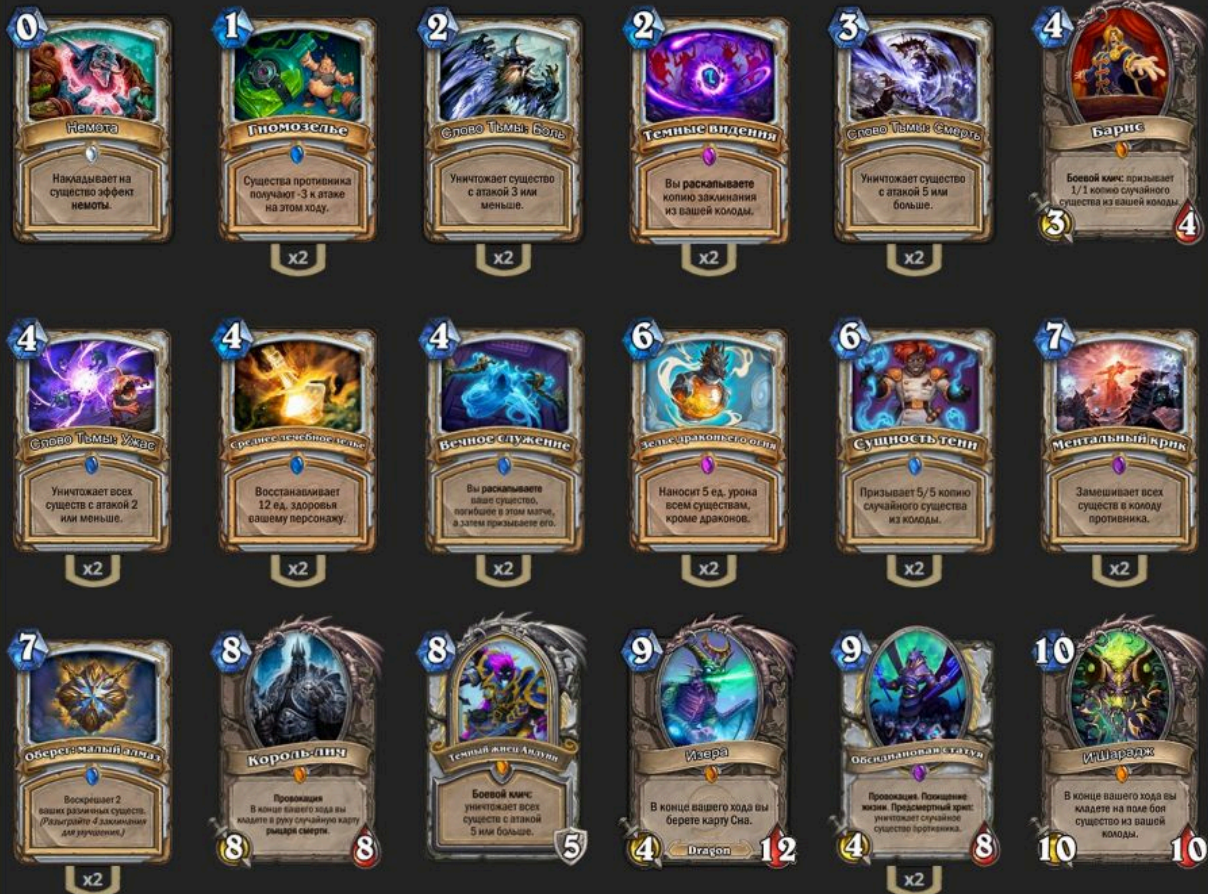 0
Немота
Накладывает на
существо эффект
немоты.
1
Гномозелье
Существа противника
получают -3 к атаке
на этом ходу.
x2
2
Слово Тьмы: Боль
Уничтожает существо
с атакой 3 или
меньше.
x2
2
Темные видения
Вы раскапываете
копию заклинания
из вашей колоды.
x2
3
Слово Тьмы: Смерть
Уничтожает существо
с атакой 5 или
больше.
x2
4
Барнс
Боевой клич: призывает
1/1 копию случайного
существа из вашей колоды.
3
4
4
Слово Тьмы: Ужас
Уничтожает всех
существ с атакой 2
или меньше.
x2
4
Среднее лечебное зелье
Восстанавливает
12 ед. здоровья
вашему персонажу.
x2
4
Вечное служение
Вы раскапываете
ваше существо,
погибшее в этом матче,
а затем призываете его.
x2
6
Зелье драконьего огня
Наносит 5 ед. урона
всем существам,
кроме драконов.
x2
6
Сущность тени
Призывает 5/5 копию
случайного существа
из колоды.
x2
7
Ментальный крик
Замешивает всех
существ в колоду
противника.
x2
7
Оберег: малый алмаз
Воскрешает 2
ваших различных существ.
(Разыграйте 4 заклинания
для улучшения.)
x2
8
Король-лич
Провокация
В конце вашего хода вы
кладете в руку случайную карту
рыцаря смерти.
8
8
8
Темный жнец Андуин
Боевой клич:
уничтожает всех
существ с атакой
5 или больше.
5
9
Изера
В конце вашего хода вы
берете карту Сна.
4
Dragon
12
9
Обсидиановая статуя
Провокация. Похищение
жизни. Предсмертный хрип:
уничтожает случайное
существо противника.
4
8
x2
10
И'Шарадж
В конце вашего хода вы
кладете на поле боя
существо из вашей
колоды.
10
10